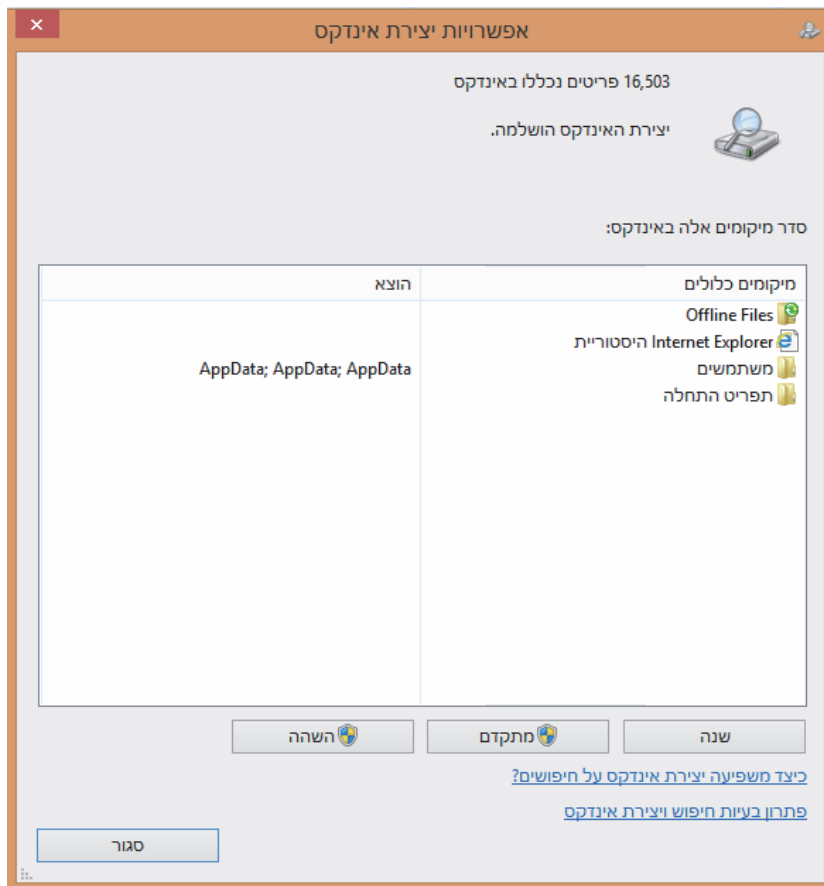 אפשרויות יצירת אינדקס
16,503 פריטים נכללו באינדקס
יצירת האינדקס הושלמה.
סדר מיקומים אלה באינדקס:
מיקומים כלולים הוצא
Offline Files
היסטוריית Internet Explorer
משתמשים AppData; AppData; AppData
תפריט התחלה
שנה מתקדם השהה
כיצד משפיעה יצירת אינדקס על חיפושים?
פתרון בעיות חיפוש ויצירת אינדקס
סגור